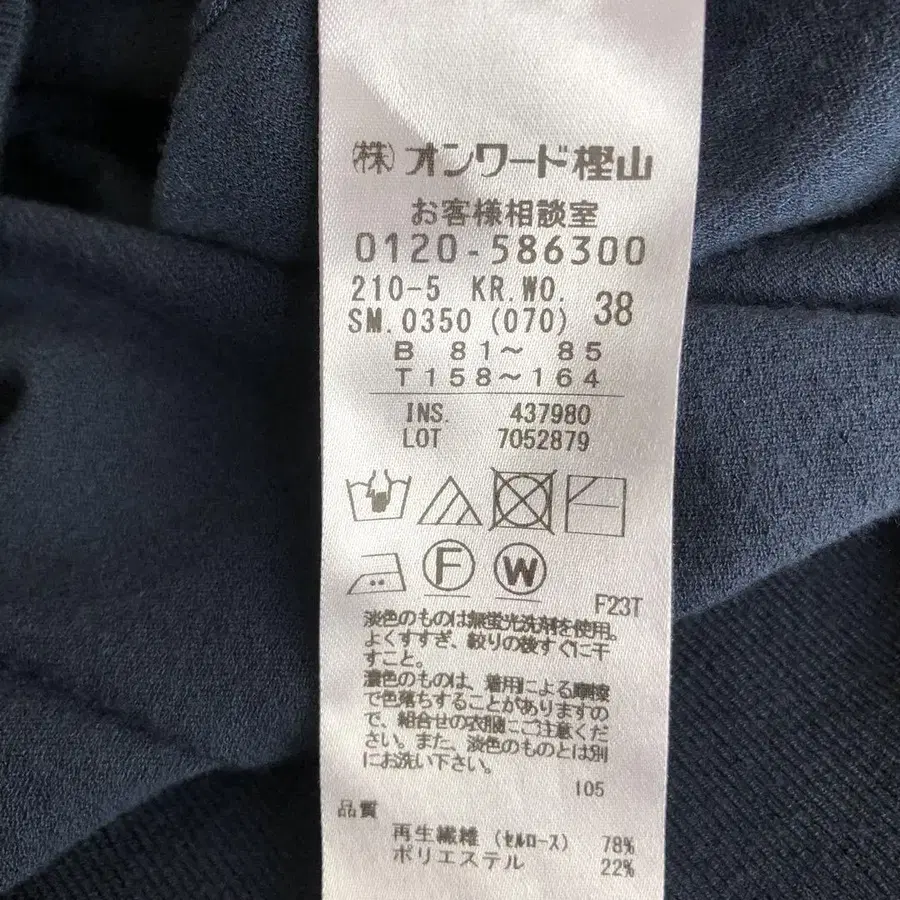 (株)オンワード樫山
お客様相談室
0120-586300
210-5 KR.WO. 38
SM.0350(070)
B 81〜 85
T158〜164
INS. 437980
LOT 7052879
F W
F23T
淡色のものは無蛍光洗剤を使用。
よくすすぎ、絞りの後すぐに干
すこと。
濃色のものは、着用による摩擦
で色落ちすることがありますの
で、組合せの衣服にご注意くだ
さい。また、淡色のものとは別
にお洗い下さい。
105
品質
再生繊維(セルロース) 78%
ポリエステル 22%